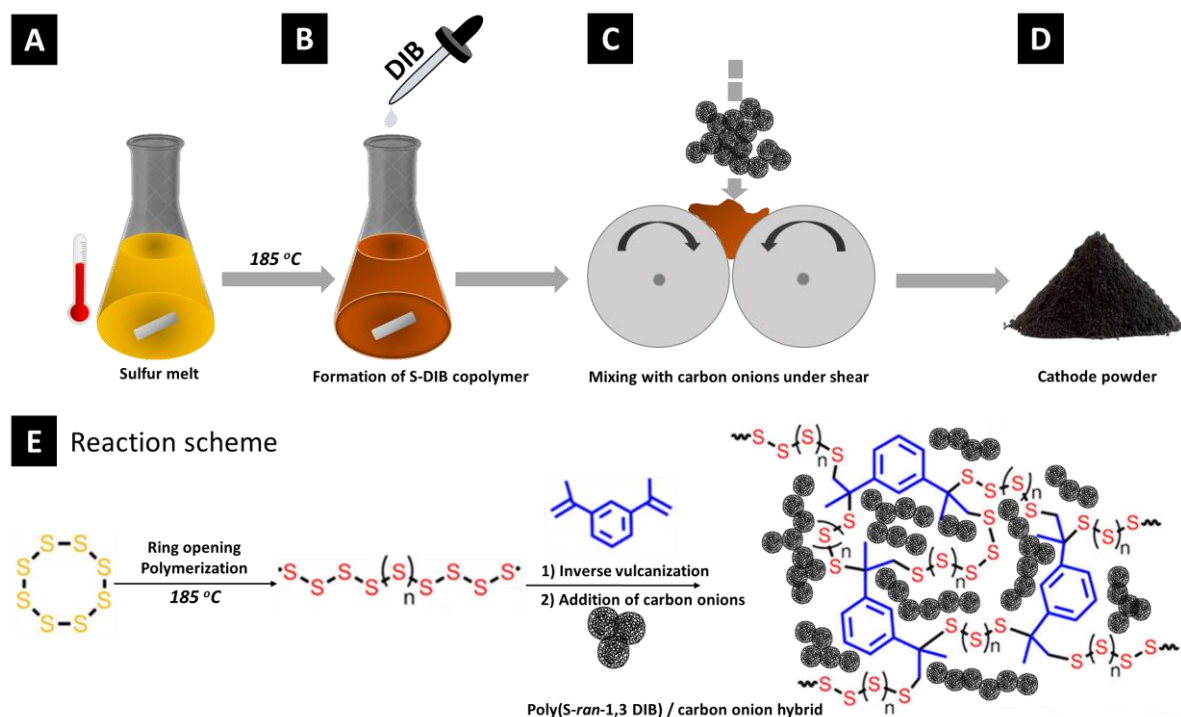 A
B
C
D
DIB
185 °C
Sulfur melt
Formation of S-DIB copolymer
Mixing with carbon onions under shear
Cathode powder
E Reaction scheme
S S
S S
S S
S S
Ring opening
Polymerization
185 °C
·S S S S (S)n S S S S·
1) Inverse vulcanization
2) Addition of carbon onions
S S (S)n S
S S (S)n S
S (S)n S
S S
S (S)n S
S (S)n S
S (S)n S
S (S)n S
S S (S)n S
Poly(S-ran-1,3 DIB) / carbon onion hybrid